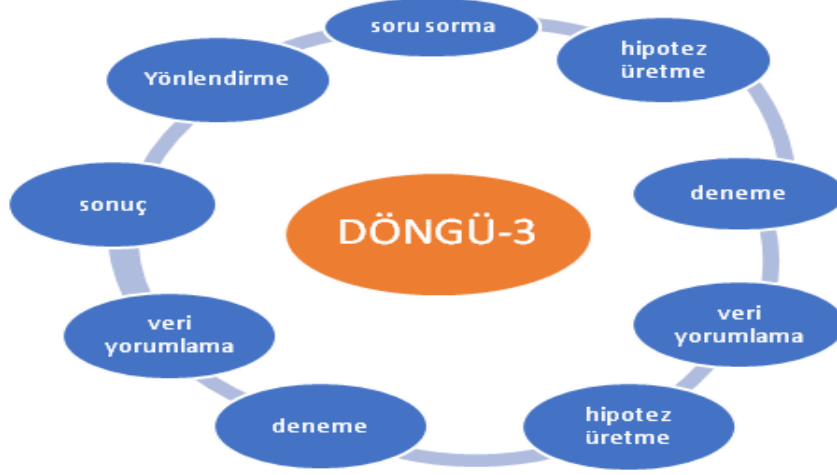 soru sorma
hipotez
üretme
deneme
veri
yorumlama
hipotez
üretme
deneme
veri
yorumlama
sonuç
Yönlendirme
DÖNGÜ-3